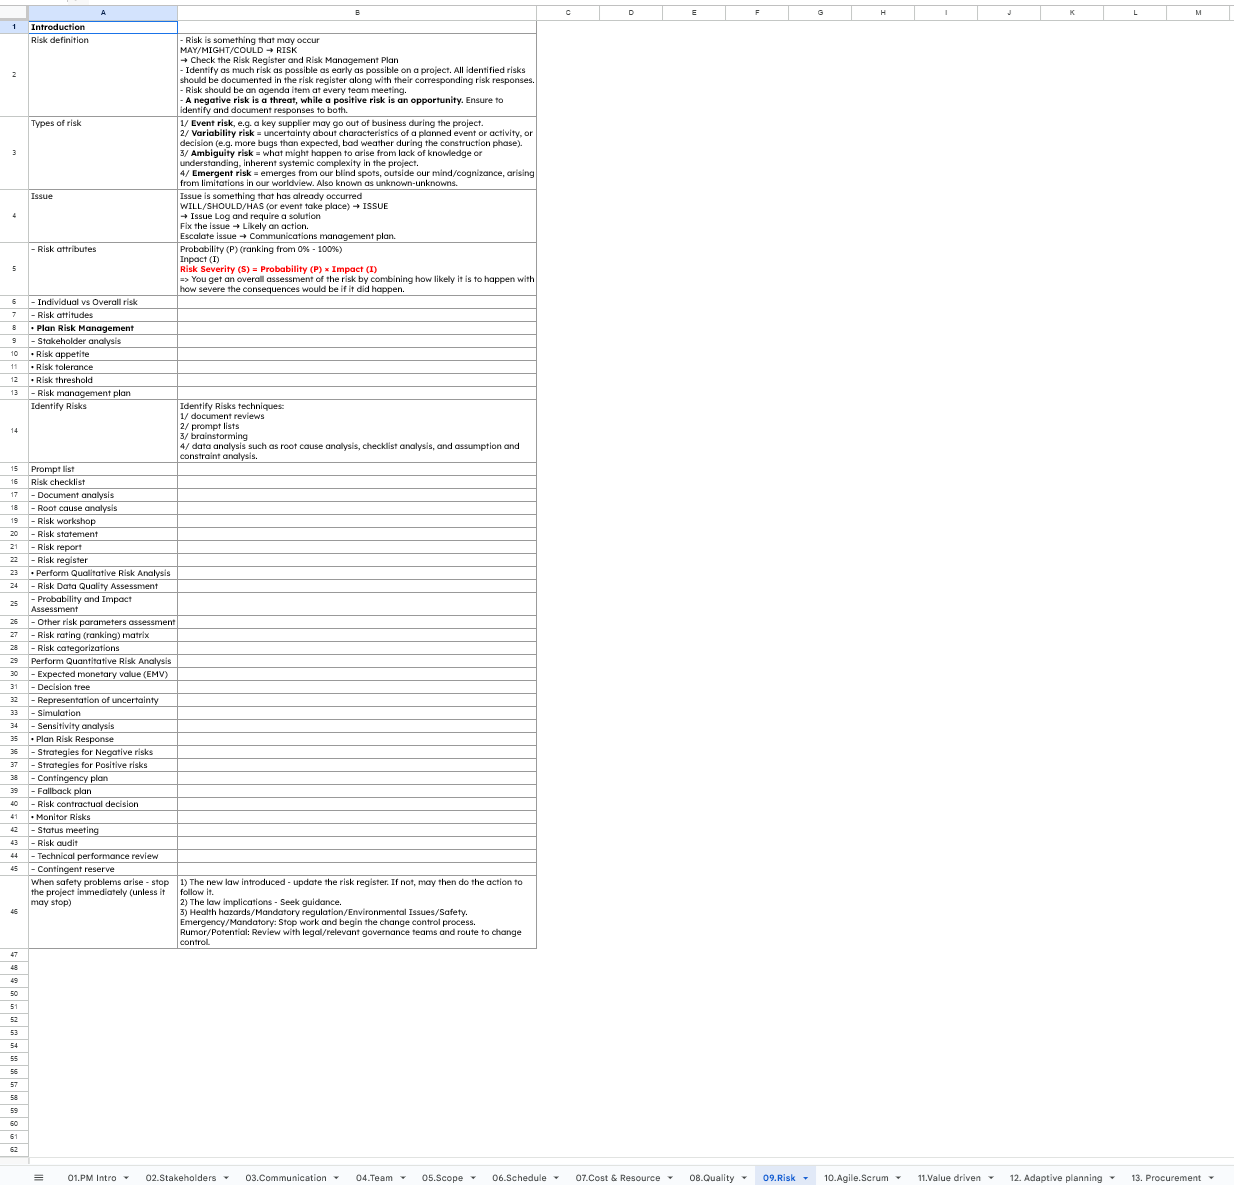 A B C D E F G H I J K L M
1 Introduction
2 Risk definition
- Risk is something that may occur
MAY/MIGHT/COULD → RISK
→ Check the Risk Register and Risk Management Plan
- Identify as much risk as possible as early as possible on a project. All identified risks
should be documented in the risk register along with their corresponding risk responses.
- Risk should be an agenda item at every team meeting.
- A negative risk is a threat, while a positive risk is an opportunity. Ensure to
identify and document responses to both.
3 Types of risk
1/ Event risk, e.g. a key supplier may go out of business during the project.
2/ Variability risk = uncertainty about characteristics of a planned event or activity, or
decision (e.g. more bugs than expected, bad weather during the construction phase).
3/ Ambiguity risk = what might happen to arise from lack of knowledge or
understanding, inherent systemic complexity in the project.
4/ Emergent risk = emerges from our blind spots, outside our mind/cognizance, arising
from limitations in our worldview. Also known as unknown-unknowns.
4 Issue
Issue is something that has already occurred
WILL/SHOULD/HAS (or event take place) → ISSUE
→ Issue Log and require a solution
Fix the issue → Likely an action.
Escalate issue → Communications management plan.
5 – Risk attributes
Probability (P) (ranking from 0% - 100%)
Inpact (I)
Risk Severity (S) = Probability (P) × Impact (I)
=> You get an overall assessment of the risk by combining how likely it is to happen with
how severe the consequences would be if it did happen.
6 – Individual vs Overall risk
7 – Risk attitudes
8 • Plan Risk Management
9 – Stakeholder analysis
10 • Risk appetite
11 • Risk tolerance
12 • Risk threshold
13 – Risk management plan
14 Identify Risks
Identify Risks techniques:
1/ document reviews
2/ prompt lists
3/ brainstorming
4/ data analysis such as root cause analysis, checklist analysis, and assumption and
constraint analysis.
15 Prompt list
16 Risk checklist
17 – Document analysis
18 – Root cause analysis
19 – Risk workshop
20 – Risk statement
21 – Risk report
22 – Risk register
23 • Perform Qualitative Risk Analysis
24 – Risk Data Quality Assessment
25 – Probability and Impact
Assessment
26 – Other risk parameters assessment
27 – Risk rating (ranking) matrix
28 – Risk categorizations
29 Perform Quantitative Risk Analysis
30 – Expected monetary value (EMV)
31 – Decision tree
32 – Representation of uncertainty
33 – Simulation
34 – Sensitivity analysis
35 • Plan Risk Response
36 – Strategies for Negative risks
37 – Strategies for Positive risks
38 – Contingency plan
39 – Fallback plan
40 – Risk contractual decision
41 • Monitor Risks
42 – Status meeting
43 – Risk audit
44 – Technical performance review
45 – Contingent reserve
46 When safety problems arise - stop
the project immediately (unless it
may stop)
1) The new law introduced - update the risk register. If not, may then do the action to
follow it.
2) The law implications - Seek guidance.
3) Health hazards/Mandatory regulation/Environmental Issues/Safety.
Emergency/Mandatory: Stop work and begin the change control process.
Rumor/Potential: Review with legal/relevant governance teams and route to change
control.
47
48
49
50
51
52
53
54
55
56
57
58
59
60
61
62
01.PM Intro 02.Stakeholders 03.Communication 04.Team 05.Scope 06.Schedule 07.Cost & Resource 08.Quality 09.Risk 10.Agile.Scrum 11.Value driven 12. Adaptive planning 13. Procurement